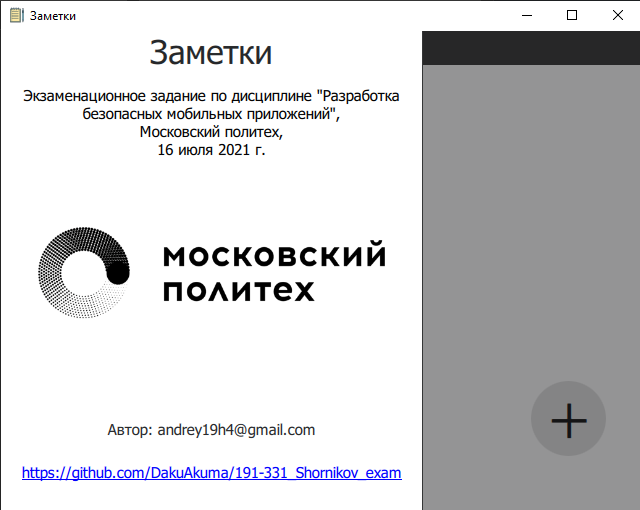 Заметки
Заметки
Экзаменационное задание по дисциплине "Разработка
безопасных мобильных приложений",
Московский политех,
16 июля 2021 г.
московский
политех
Автор: andrey19h4@gmail.com
https://github.com/DakuAkuma/191-331_Shornikov_exam